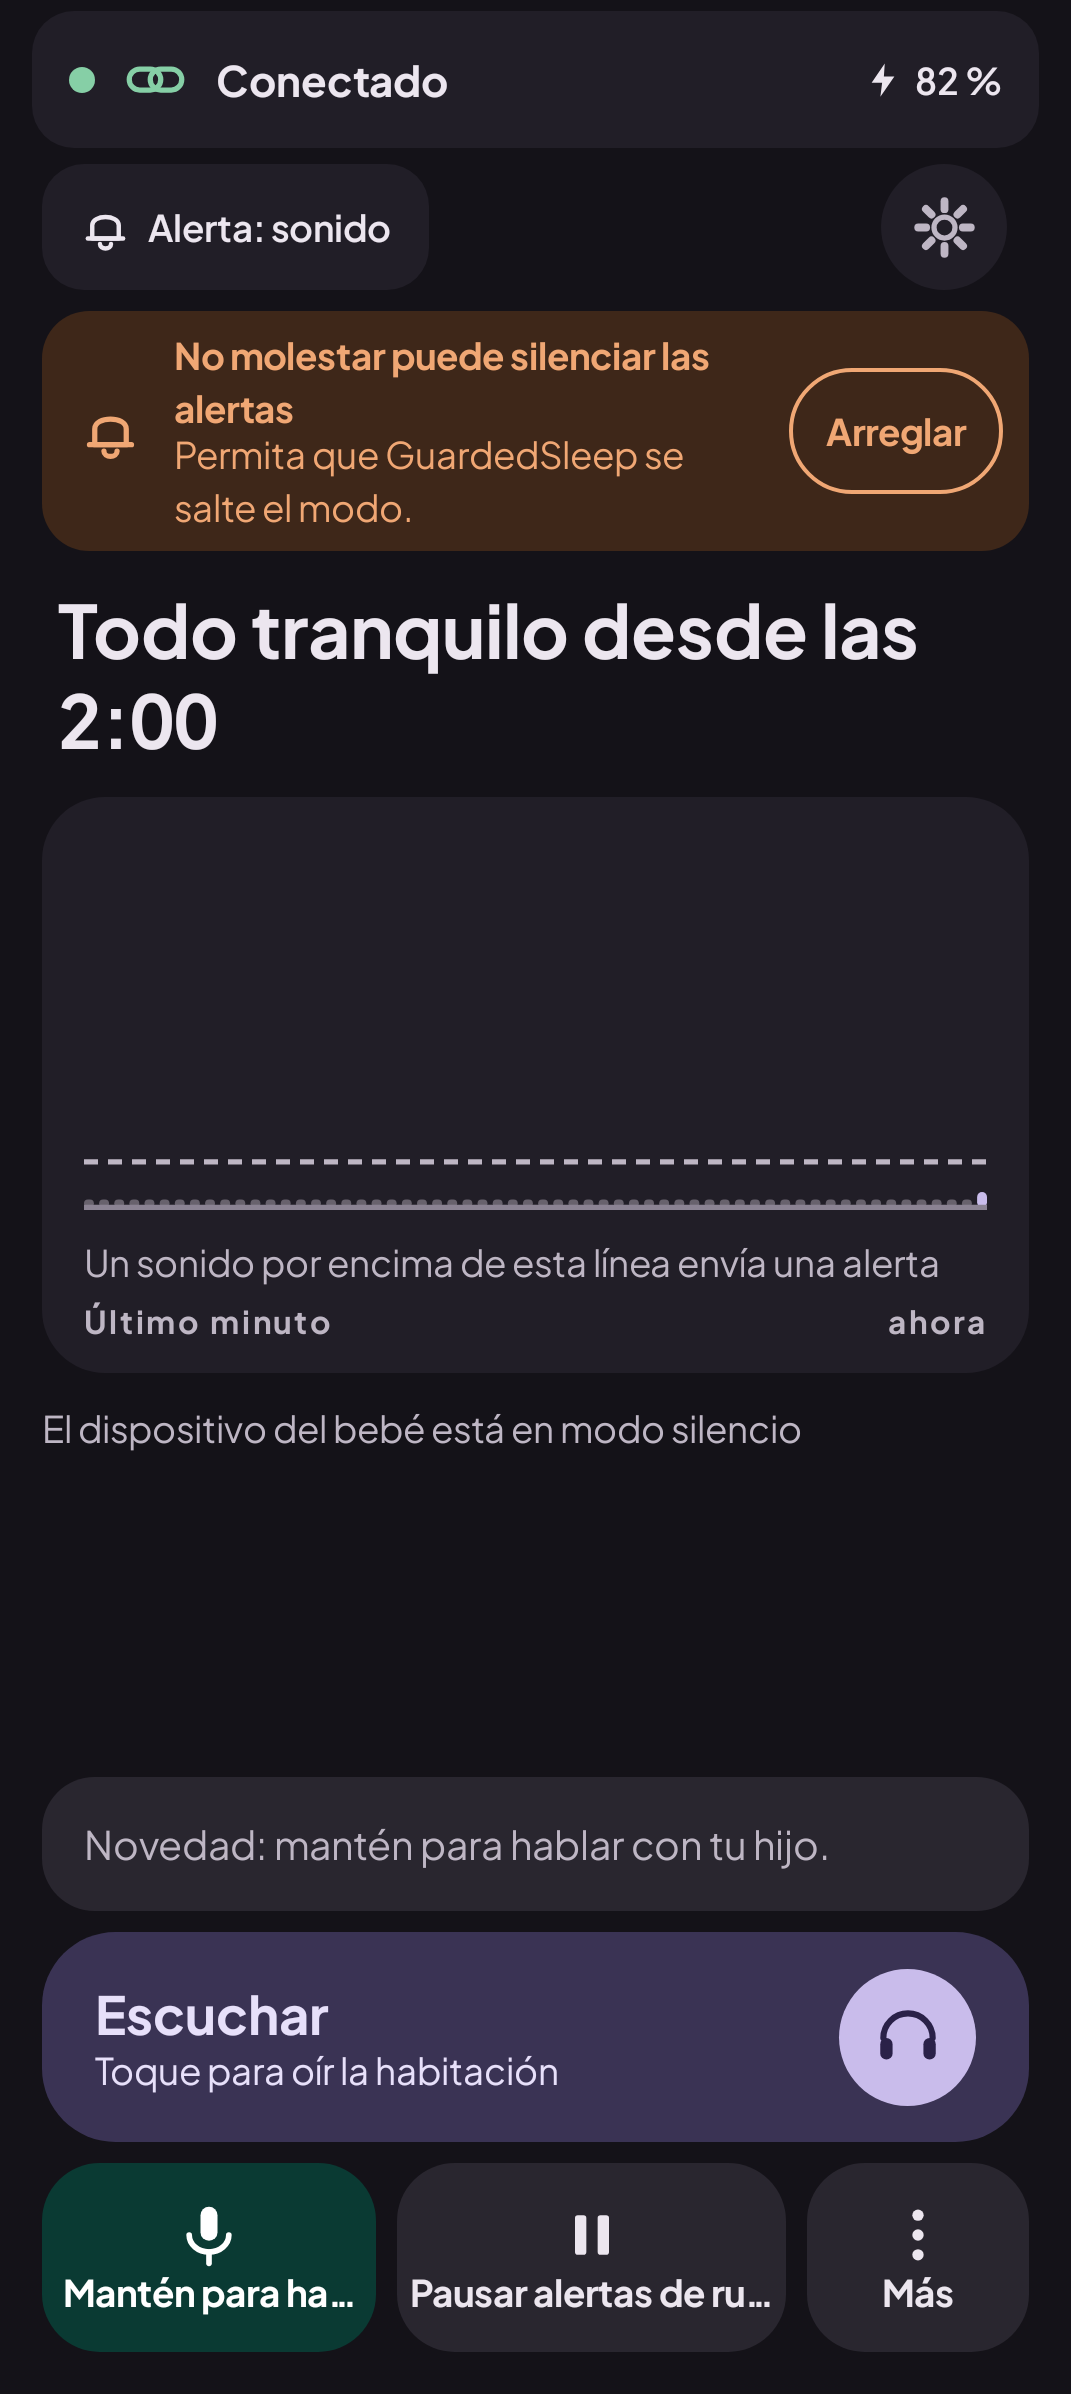 Conectado
82 %
Alerta: sonido
No molestar puede silenciar las
alertas
Permita que GuardedSleep se
salte el modo.
Arreglar
Todo tranquilo desde las
2:00
Un sonido por encima de esta línea envía una alerta
Último minuto
ahora
El dispositivo del bebé está en modo silencio
Novedad: mantén para hablar con tu hijo.
Escuchar
Toque para oír la habitación
Mantén para ha...
Pausar alertas de ru...
Más